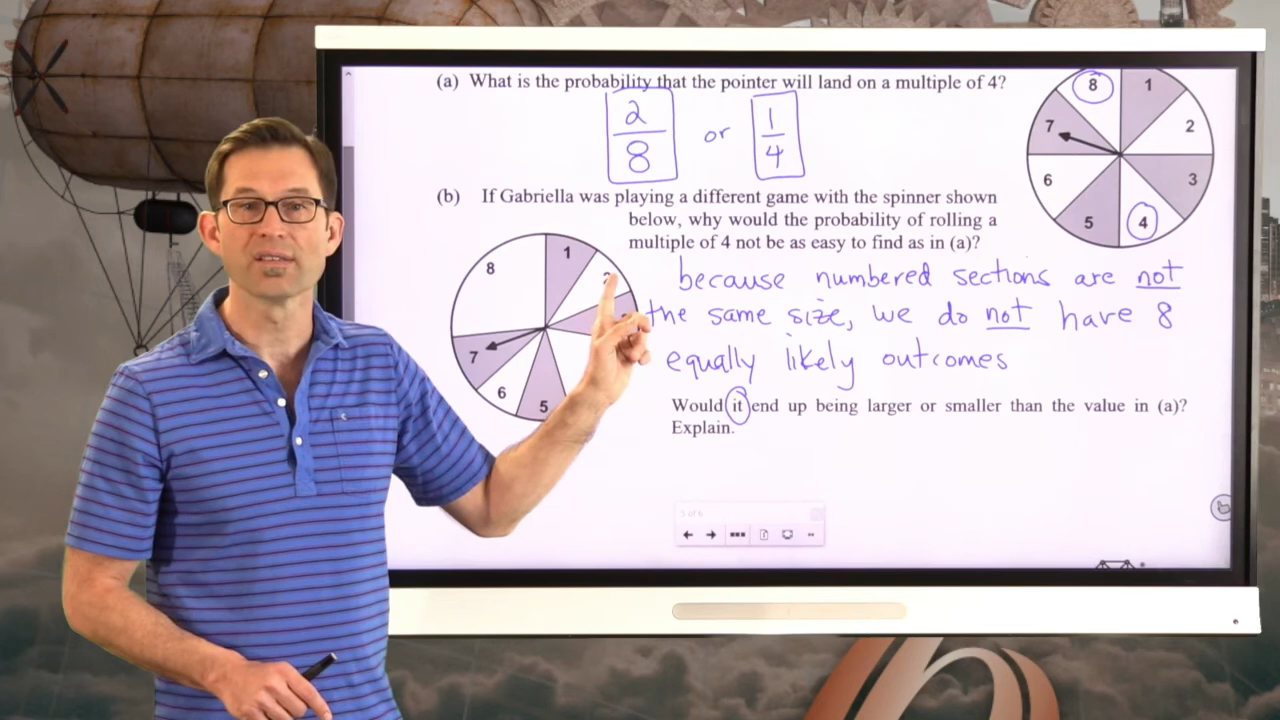 (a) What is the probability that the pointer will land on a multiple of 4?
2
8
or
1
4
8
1
7
2
6
3
5
4
(b) If Gabriella was playing a different game with the spinner shown
below, why would the probability of rolling a
multiple of 4 not be as easy to find as in (a)?
8
1
7
6
5
because numbered sections are not
the same size, we do not have 8
equally likely outcomes
Would it end up being larger or smaller than the value in (a)?
Explain.